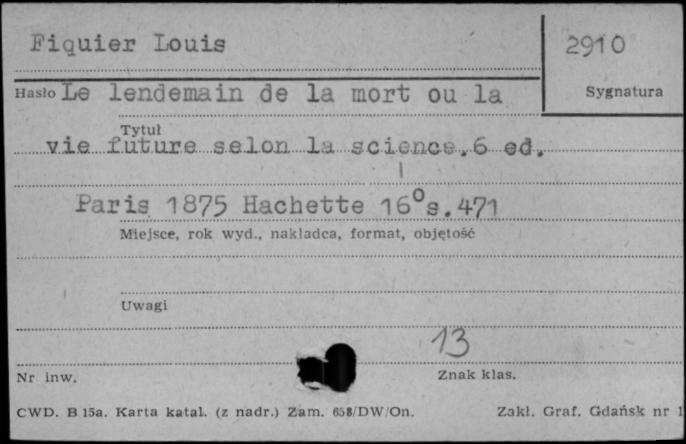 Fiquier Louis
2910
Hasło Le lendemain de la mort ou la
Sygnatura
Tytuł
vie future selon la science. 6 ed.
Paris 1875 Hachette 16⁰s.471
Miejsce, rok wyd., nakladca, format, objętość
Uwagi
13
Nr inw.
Znak klas.
CWD. B 15a. Karta katal. (z nadr.) Zam. 658/DW/On.
Zakł. Graf. Gdańsk nr 1